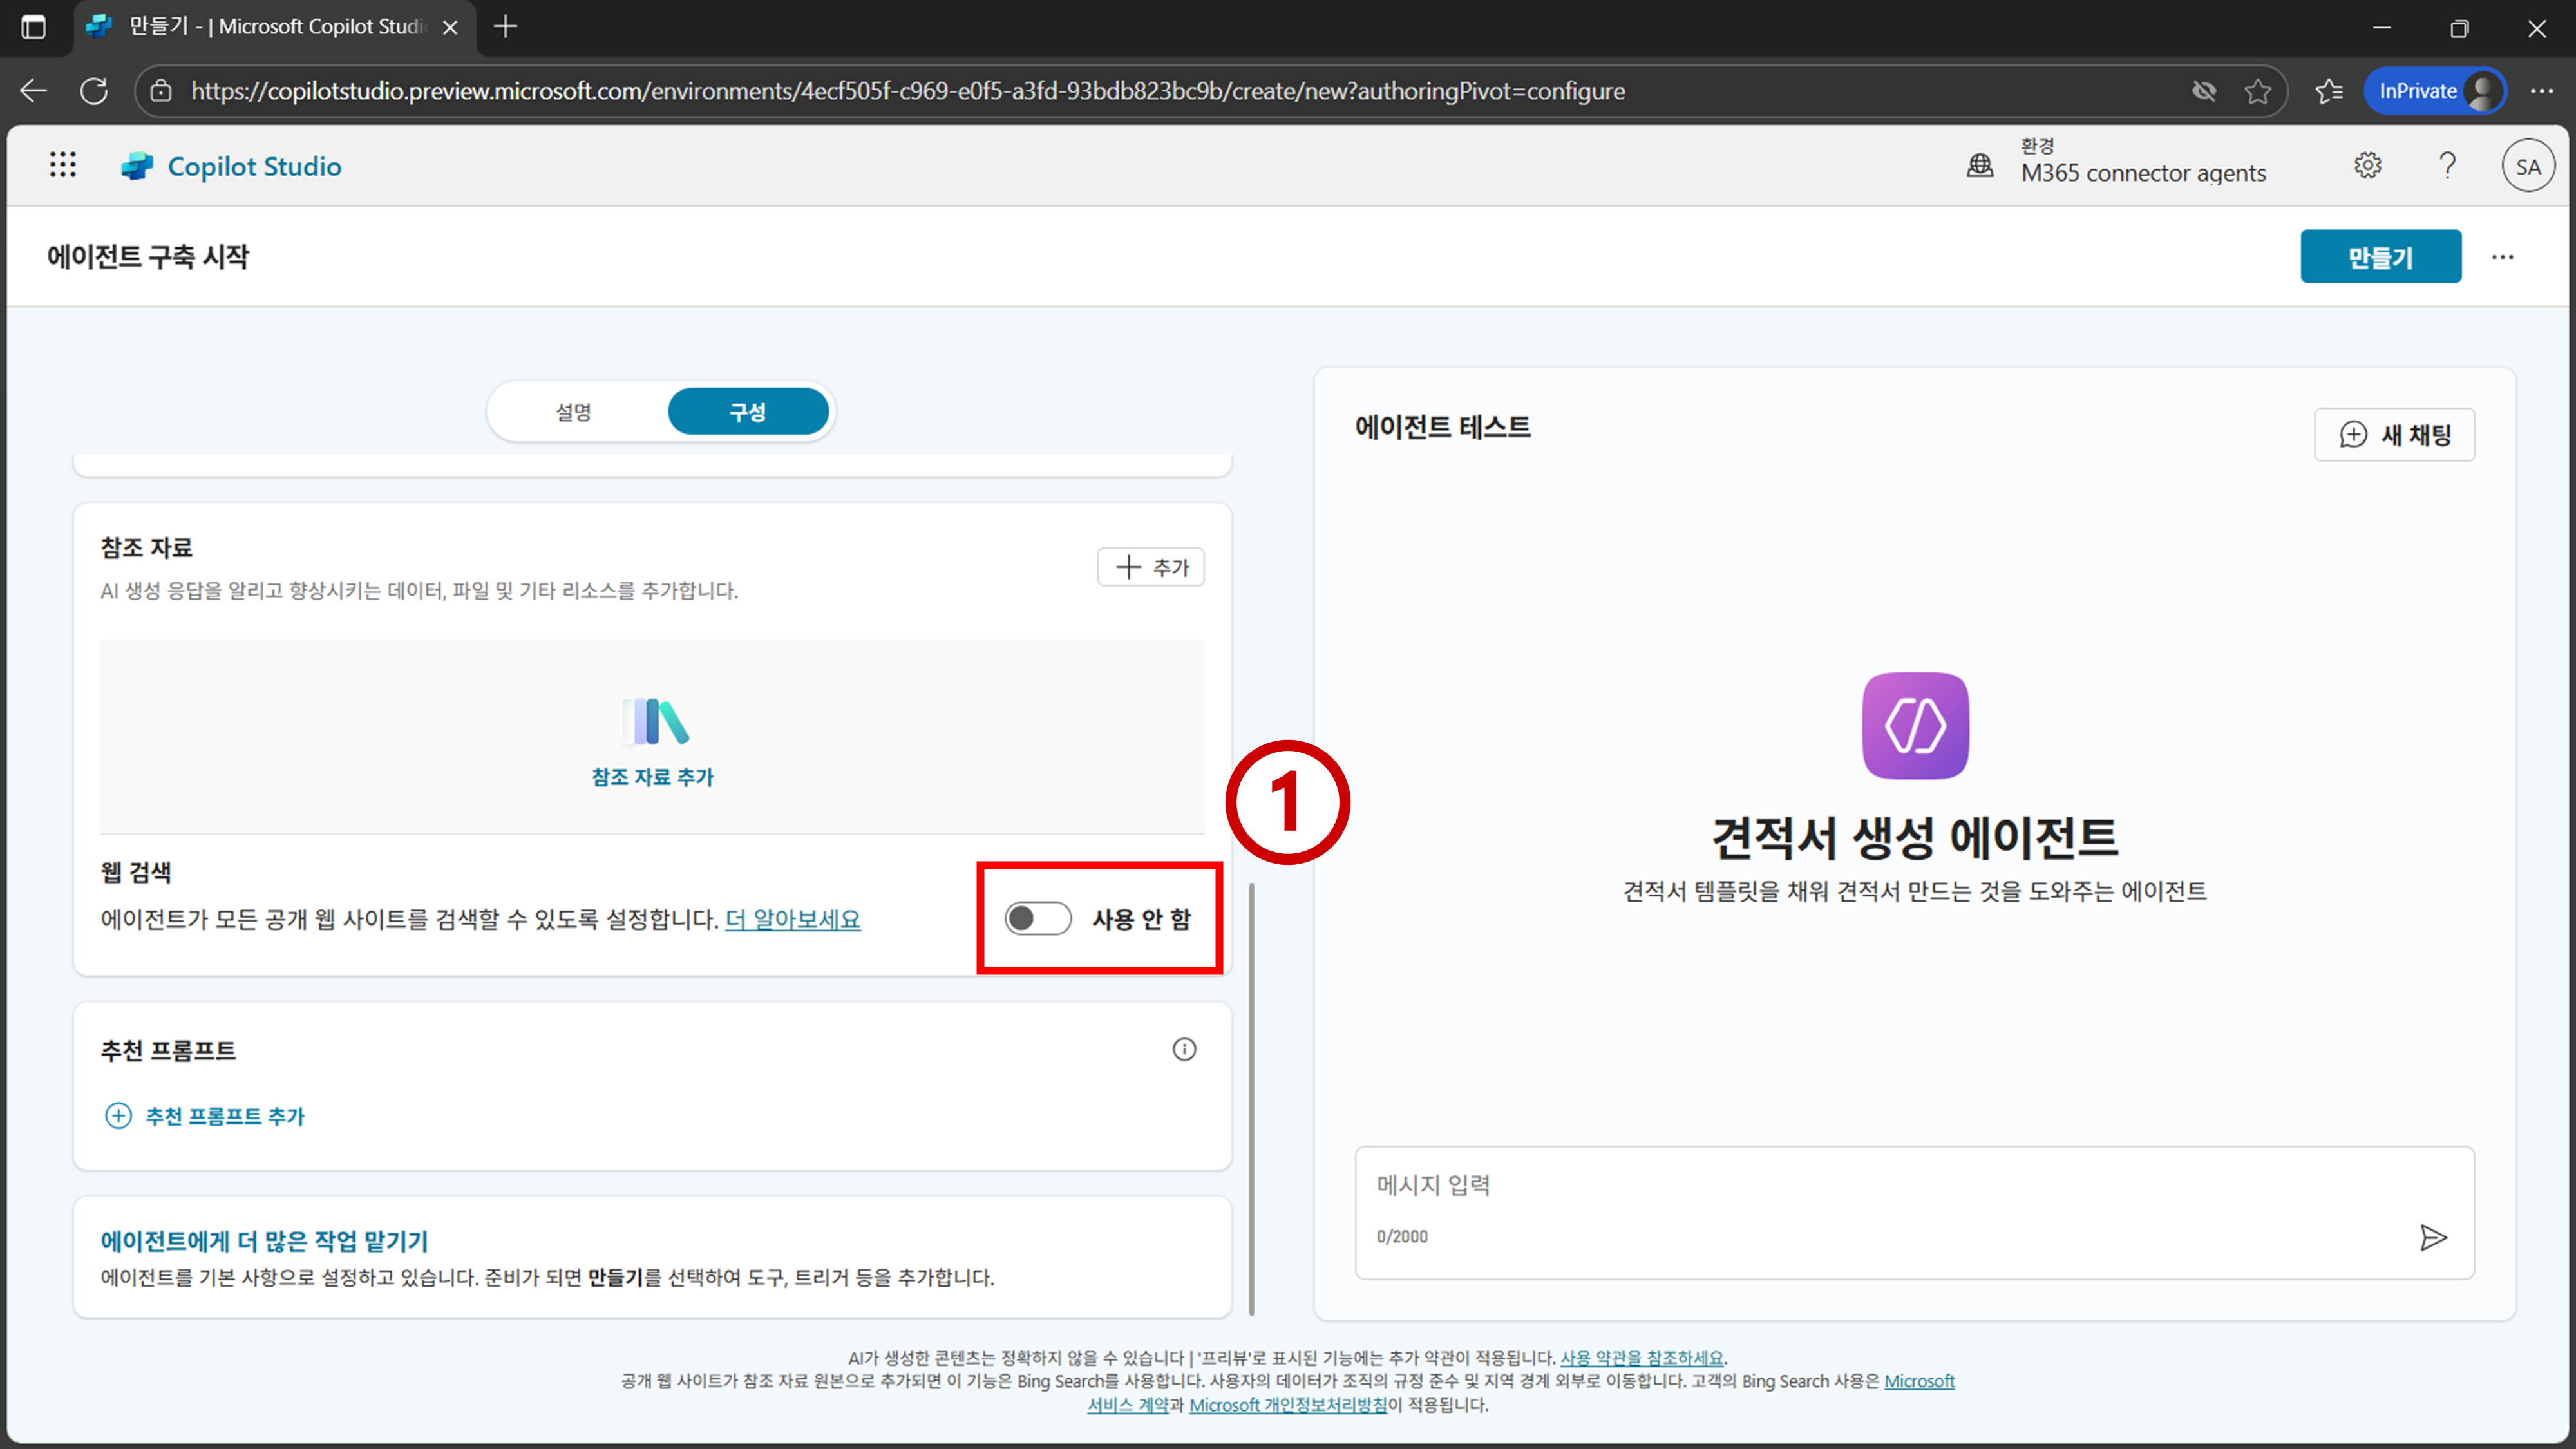 만들기 - | Microsoft Copilot Studi
https://copilotstudio.preview.microsoft.com/environments/4ecf505f-c969-e0f5-a3fd-93bdb823bc9b/create/new?authoringPivot=configure
InPrivate
Copilot Studio
환경
M365 connector agents
SA
에이전트 구축 시작
만들기
설명
구성
참조 자료
추가
AI 생성 응답을 알리고 향상시키는 데이터, 파일 및 기타 리소스를 추가합니다.
참조 자료 추가
1
웹 검색
에이전트가 모든 공개 웹 사이트를 검색할 수 있도록 설정합니다. 더 알아보세요
사용 안 함
추천 프롬프트
추천 프롬프트 추가
에이전트에게 더 많은 작업 맡기기
에이전트를 기본 사항으로 설정하고 있습니다. 준비가 되면 만들기를 선택하여 도구, 트리거 등을 추가합니다.
에이전트 테스트
새 채팅
견적서 생성 에이전트
견적서 템플릿을 채워 견적서 만드는 것을 도와주는 에이전트
메시지 입력
0/2000
AI가 생성한 콘텐츠는 정확하지 않을 수 있습니다 | '프리뷰'로 표시된 기능에는 추가 약관이 적용됩니다. 사용 약관을 참조하세요.
공개 웹 사이트가 참조 자료 원본으로 추가되면 이 기능은 Bing Search를 사용합니다. 사용자의 데이터가 조직의 규정 준수 및 지역 경계 외부로 이동합니다. 고객의 Bing Search 사용은 Microsoft
서비스 계약과 Microsoft 개인정보처리방침이 적용됩니다.